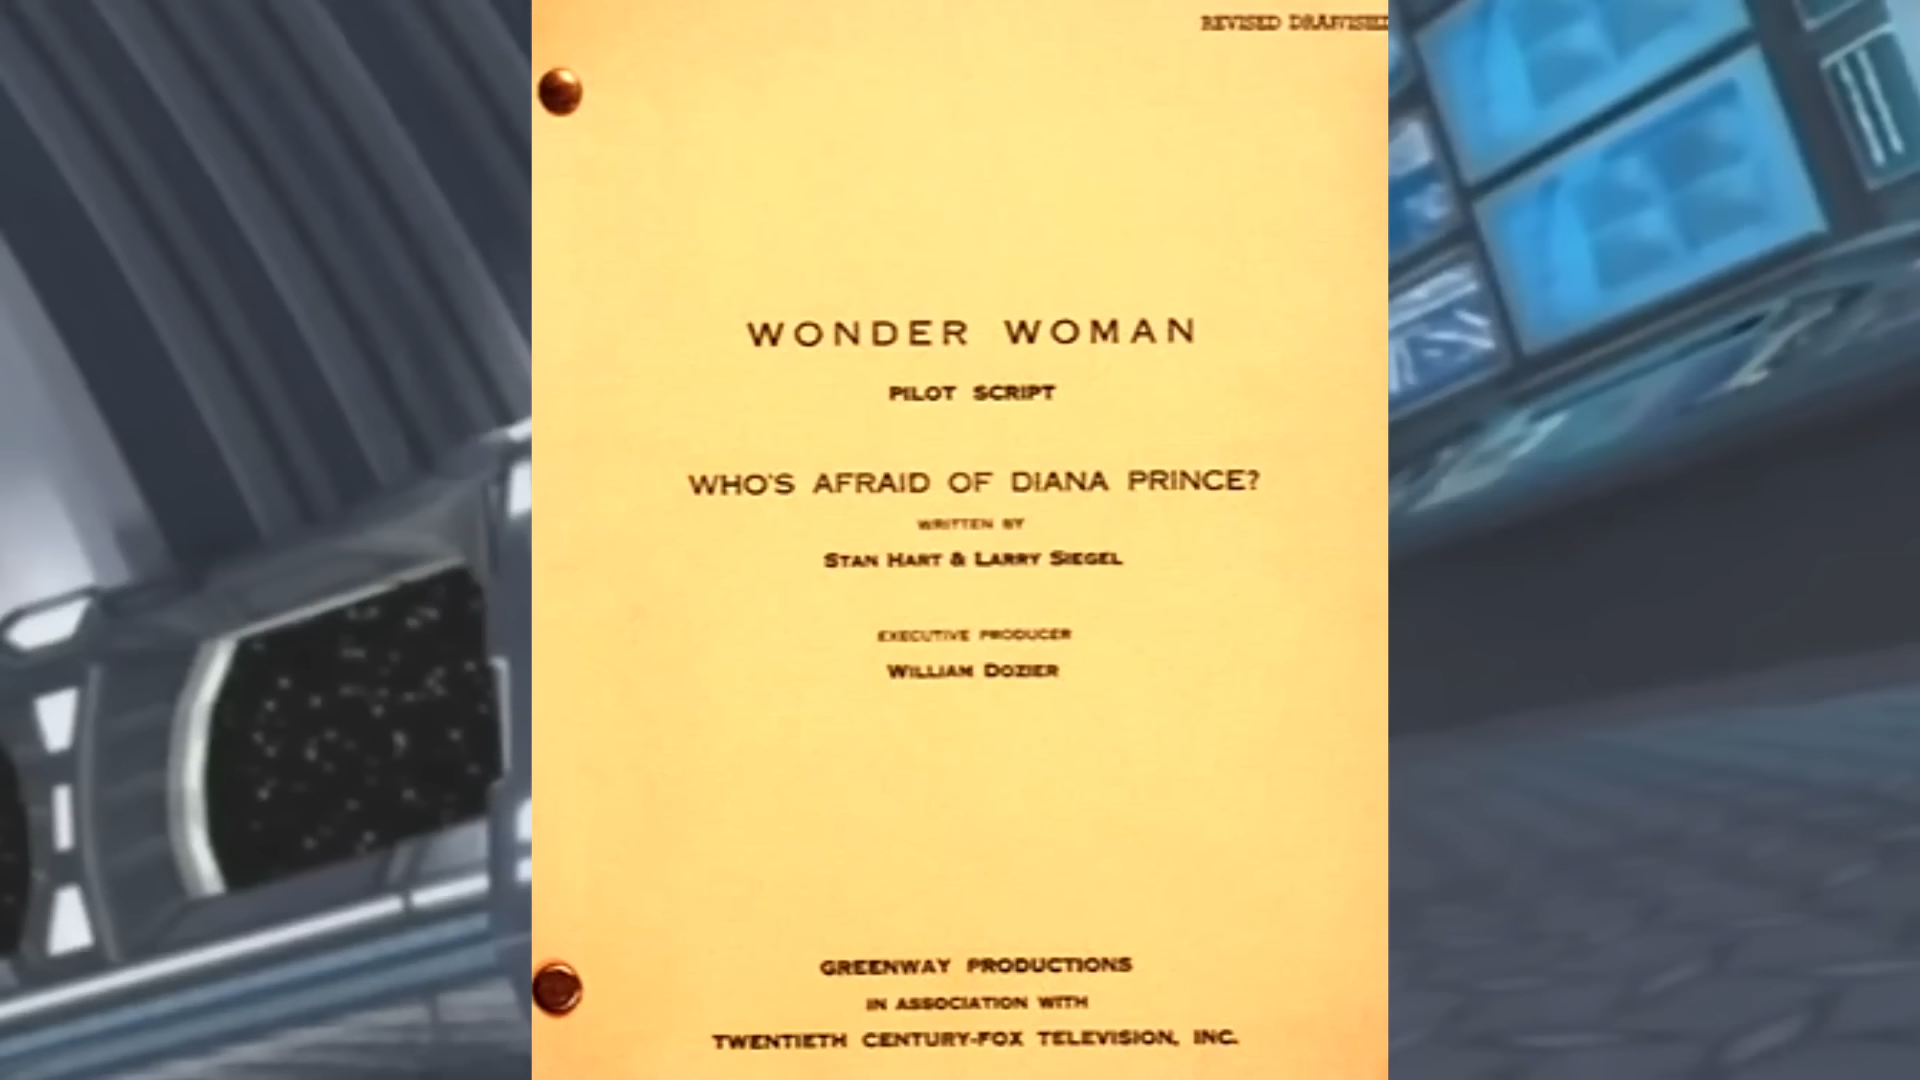 REVISED
WONDER WOMAN
PILOT SCRIPT
WHO'S AFRAID OF DIANA PRINCE?
WRITTEN BY
STAN HART & LARRY SIEGEL
EXECUTIVE PRODUCER
WILLIAM DOZIER
GREENWAY PRODUCTIONS
IN ASSOCIATION WITH
TWENTIETH CENTURY-FOX TELEVISION, INC.